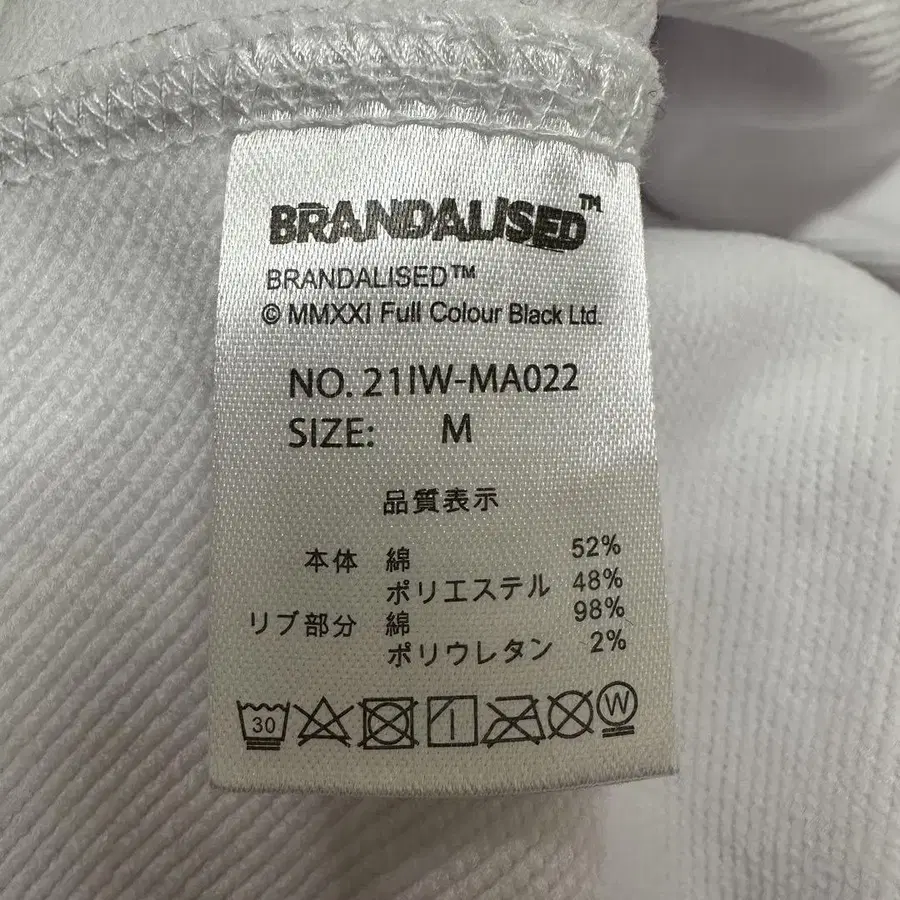 BRANDALISED™
BRANDALISED™
© MMXXI Full Colour Black Ltd.
NO. 21IW-MA022
SIZE: M
品質表示
本体 綿 52%
ポリエステル 48%
リブ部分 綿 98%
ポリウレタン 2%
30 W